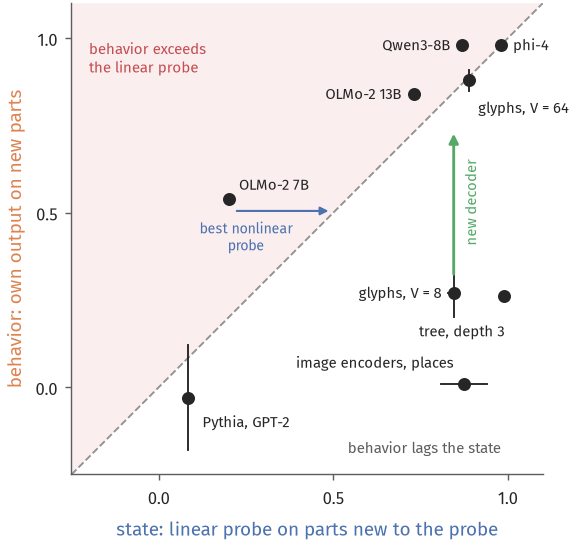 1.0
behavior exceeds
the linear probe
Qwen3-8B
phi-4
OLMo-2 13B
glyphs, V = 64
behavior: own output on new parts
new decoder
OLMo-2 7B
0.5
best nonlinear
probe
glyphs, V = 8
tree, depth 3
image encoders, places
0.0
Pythia, GPT-2
behavior lags the state
0.0
0.5
1.0
state: linear probe on parts new to the probe